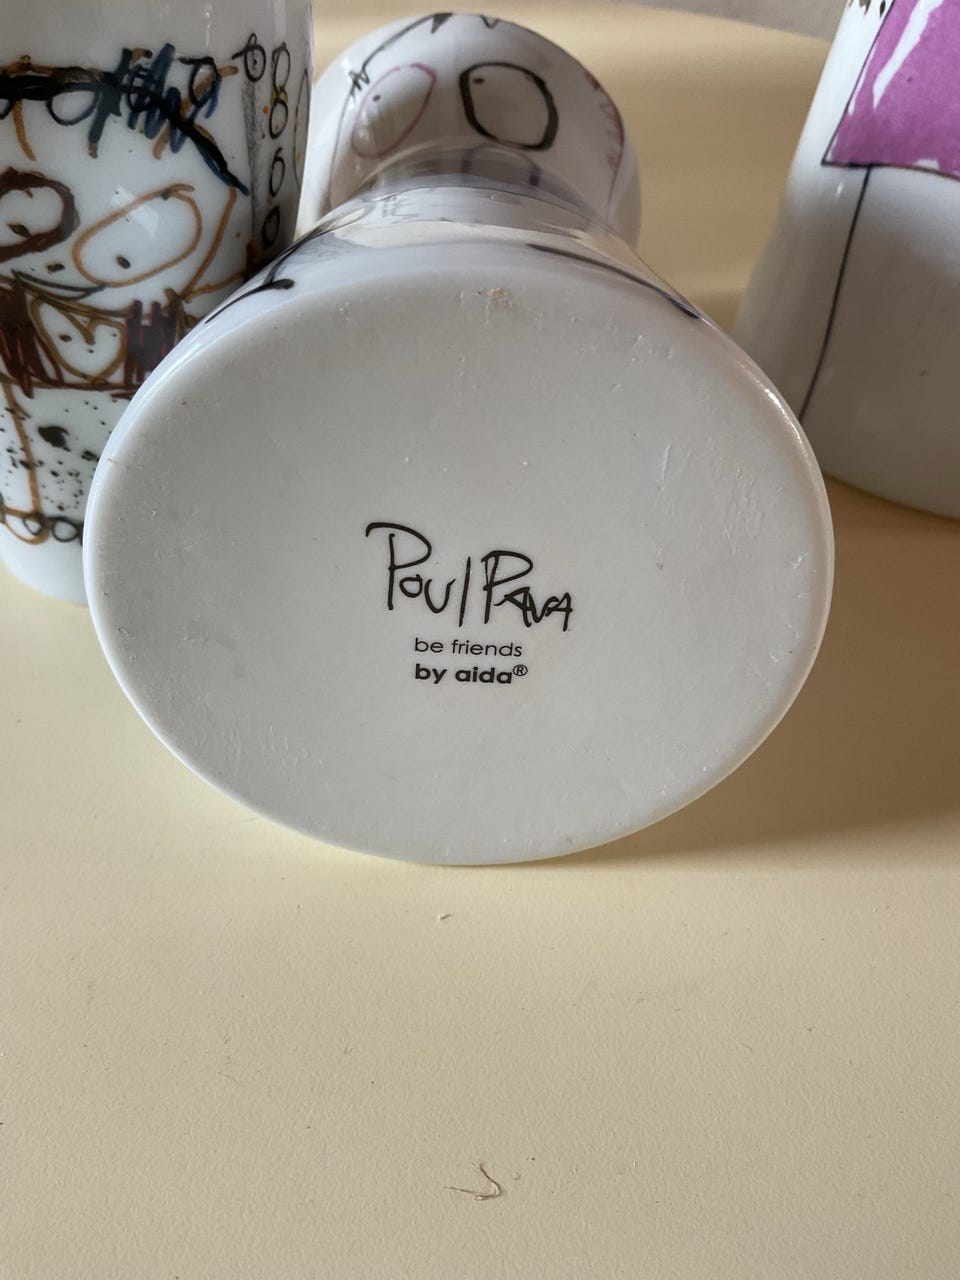 Poul Pava
be friends
by aida®